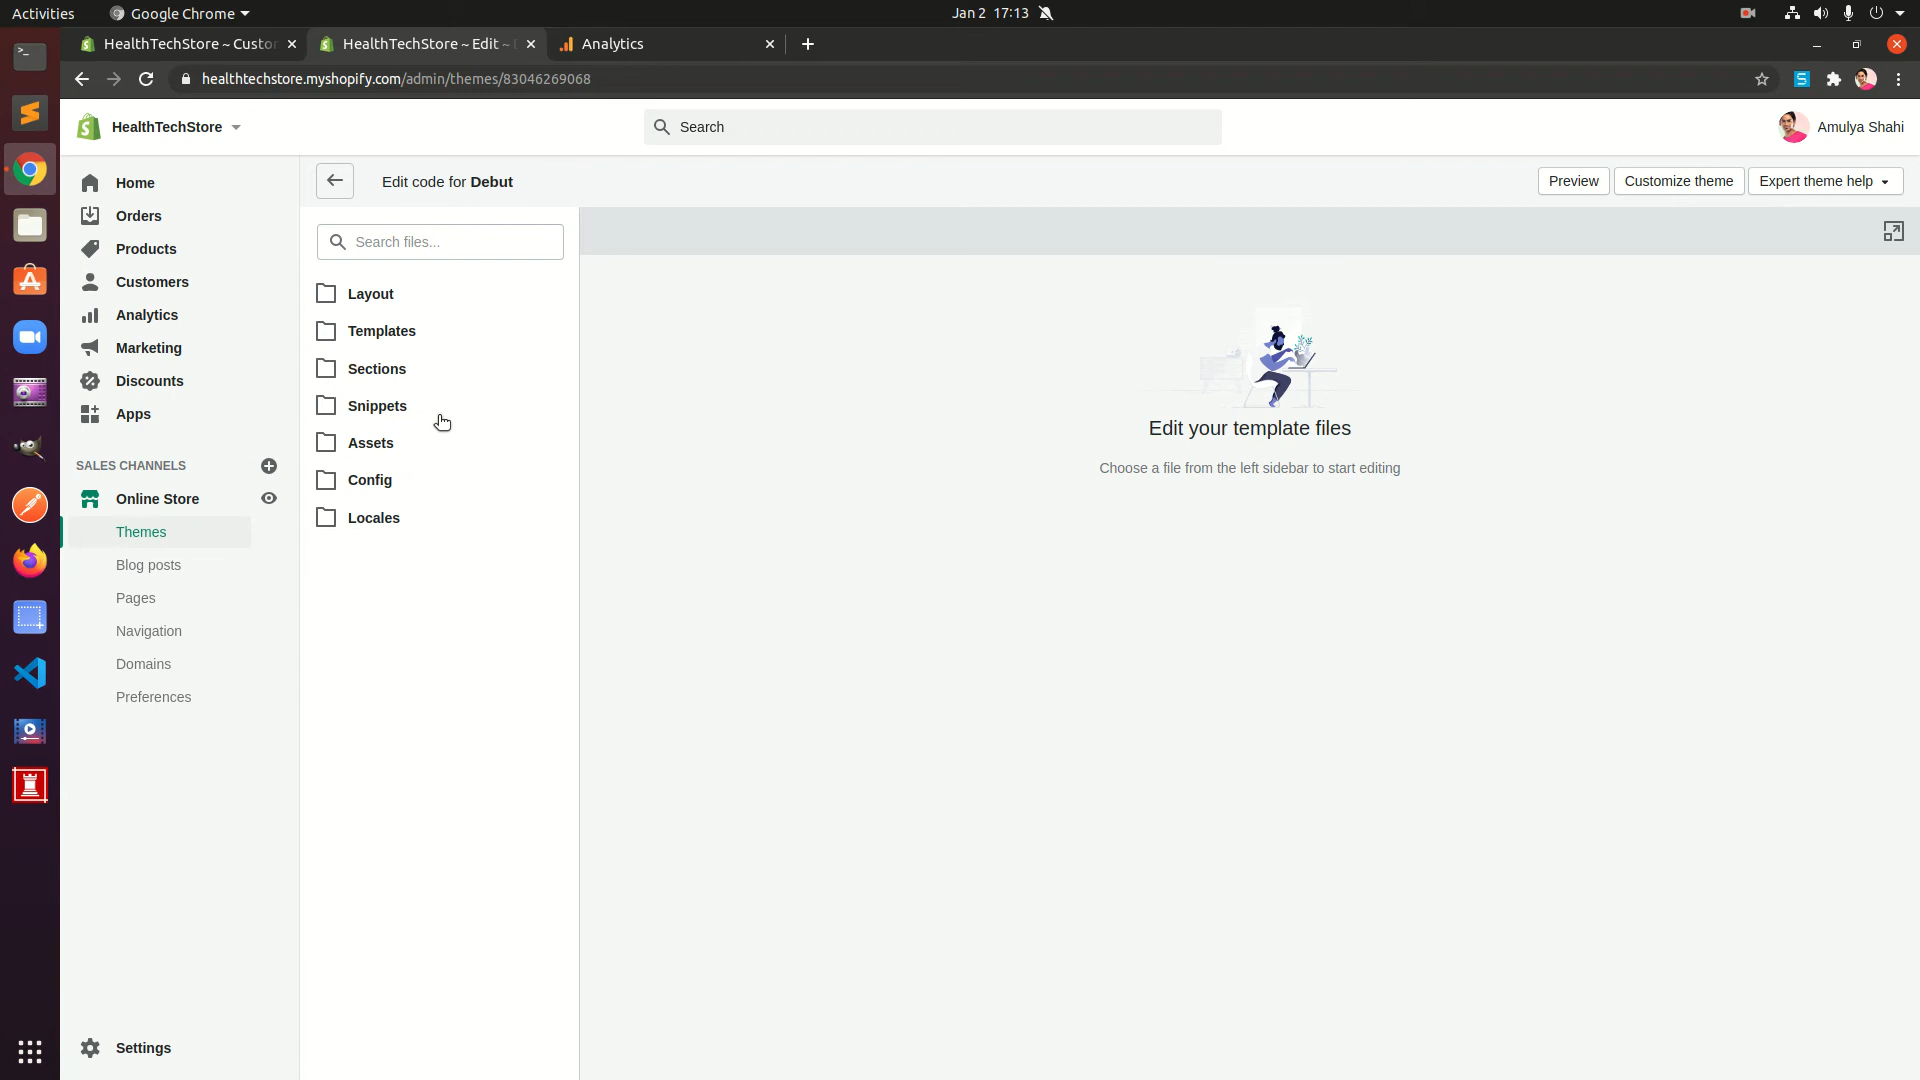 Activities
Google Chrome
Jan 2 17:13
HealthTechStore ~ Custor
HealthTechStore ~ Edit ~
Analytics
healthtechstore.myshopify.com/admin/themes/83046269068
HealthTechStore
Search
Amulya Shahi
Home
Orders
Products
Customers
Analytics
Marketing
Discounts
Apps
SALES CHANNELS
Online Store
Themes
Blog posts
Pages
Navigation
Domains
Preferences
Settings
Edit code for Debut
Preview
Customize theme
Expert theme help
Search files...
Layout
Templates
Sections
Snippets
Assets
Config
Locales
Edit your template files
Choose a file from the left sidebar to start editing